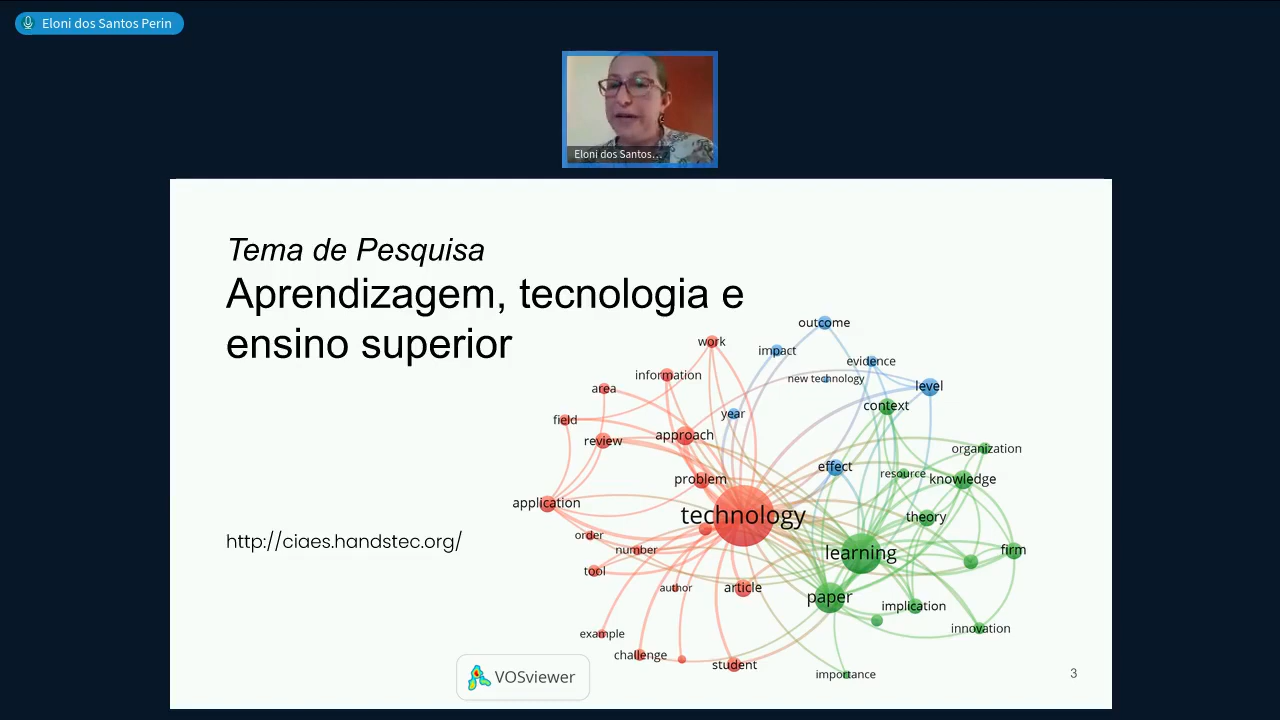 Eloni dos Santos Perin
Eloni dos Santos...
Tema de Pesquisa
Aprendizagem, tecnologia e
ensino superior
outcome
work
impact
evidence
information
new technology
area
level
context
year
field
approach
review
organization
effect
resource
knowledge
problem
application
technology
theory
order
number
learning
firm
tool
author
article
paper
implication
innovation
example
challenge
student
importance
http://ciaes.handstec.org/
VOSviewer
3